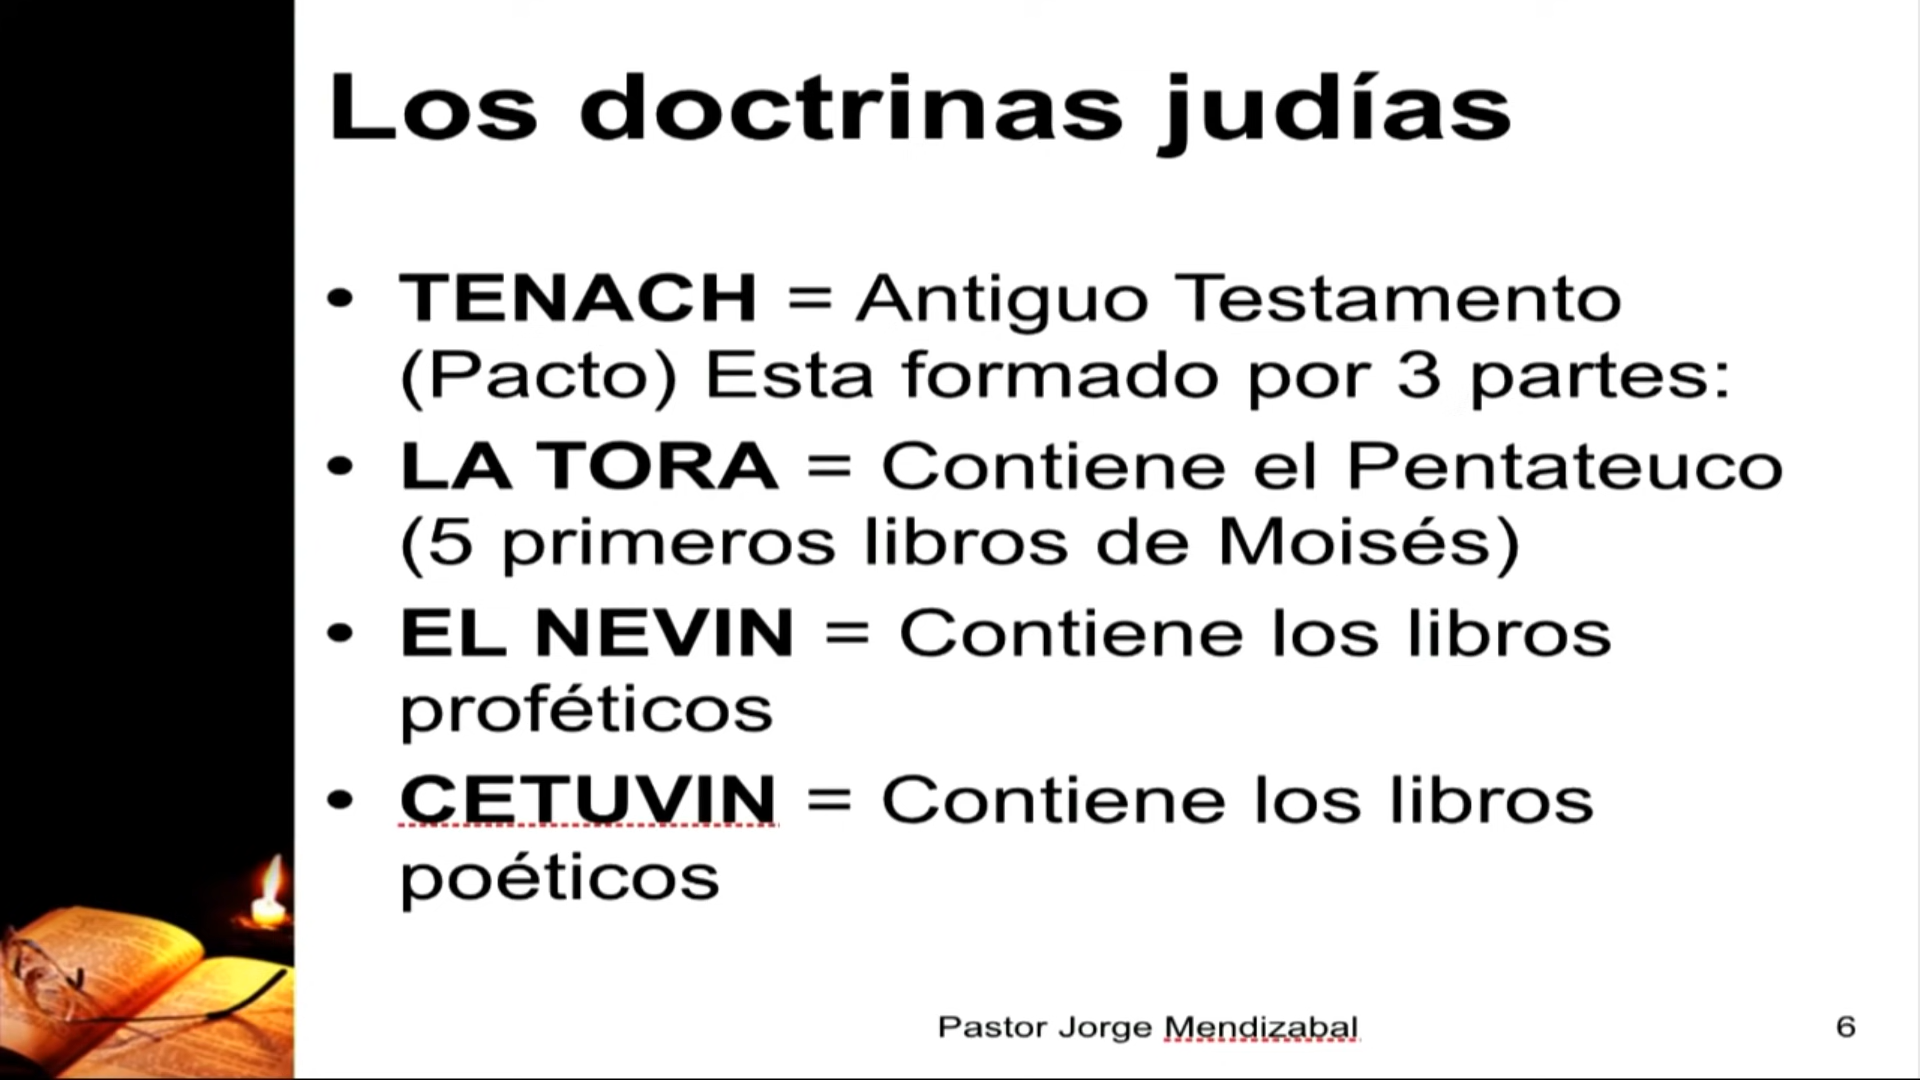 Los doctrinas judías
• TENACH = Antiguo Testamento
(Pacto) Esta formado por 3 partes:
• LA TORA = Contiene el Pentateuco
(5 primeros libros de Moisés)
• EL NEVIN = Contiene los libros
proféticos
• CETUVIN = Contiene los libros
poéticos
Pastor Jorge Mendizabal
6